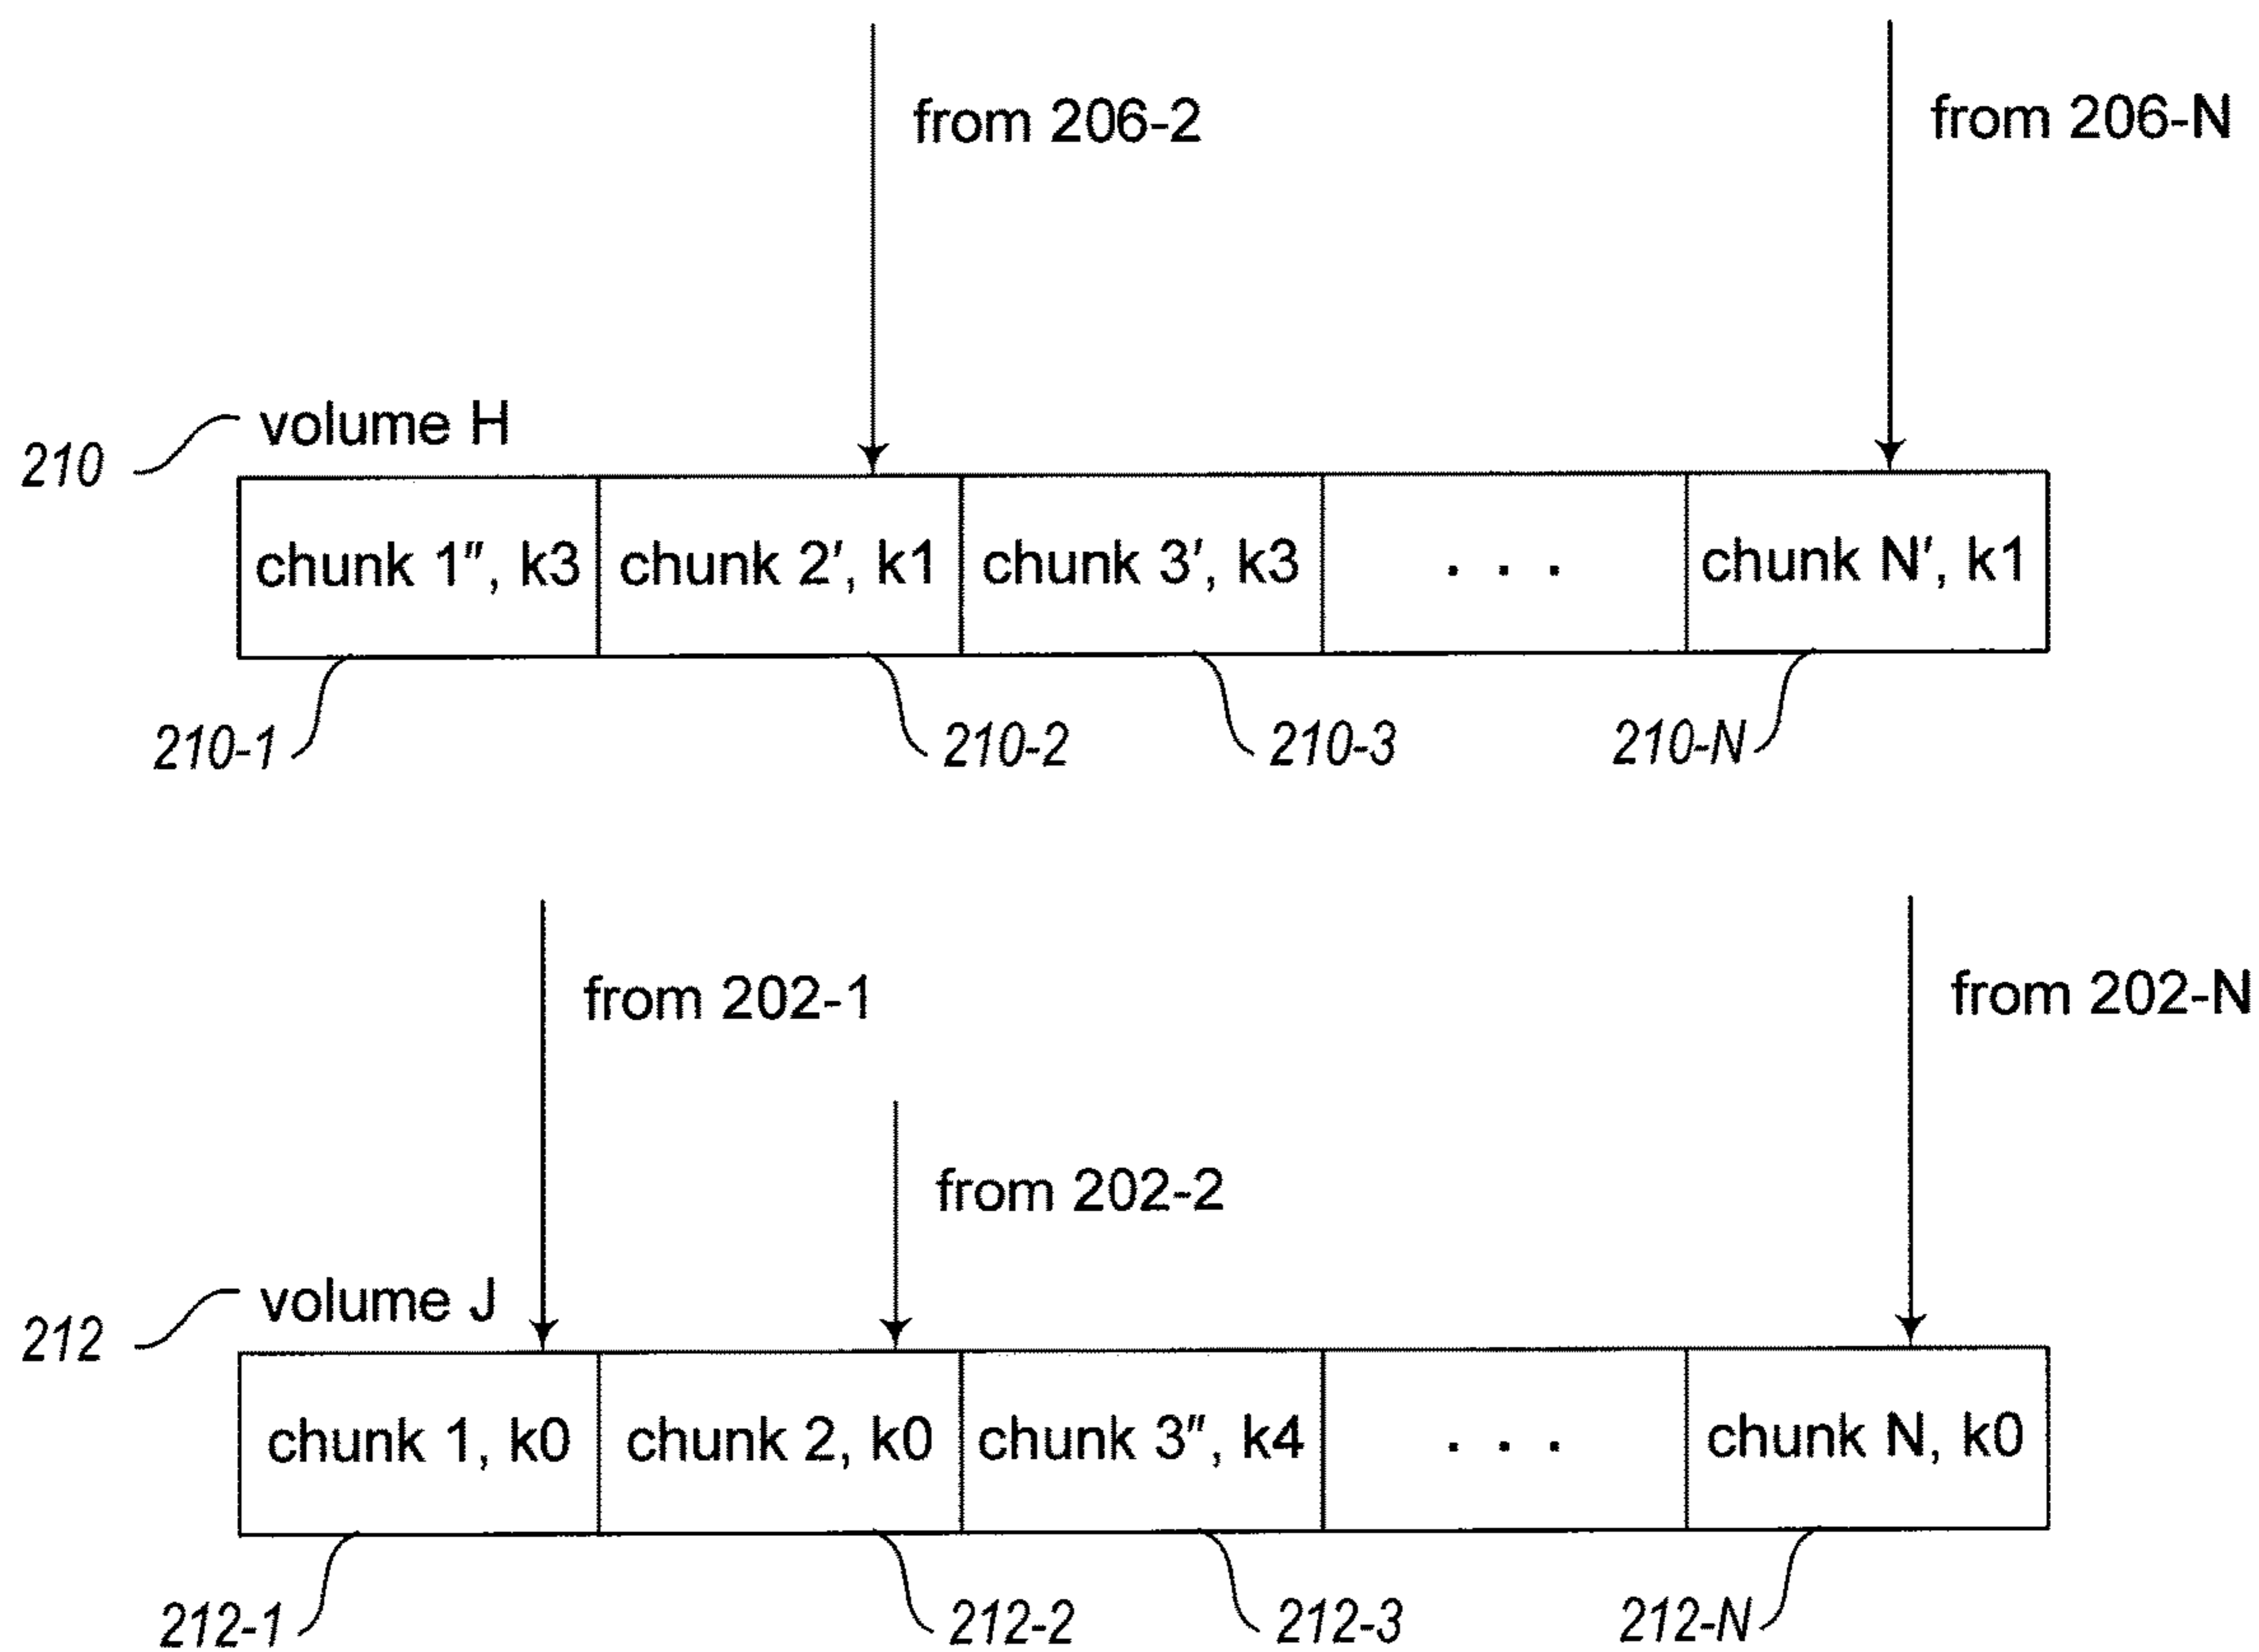 from 206-2
from 206-N
volume H
210
chunk 1″, k3
chunk 2′, k1
chunk 3′, k3
. . .
chunk N′, k1
210-1
210-2
210-3
210-N
from 202-1
from 202-N
from 202-2
volume J
212
chunk 1, k0
chunk 2, k0
chunk 3″, k4
. . .
chunk N, k0
212-1
212-2
212-3
212-N